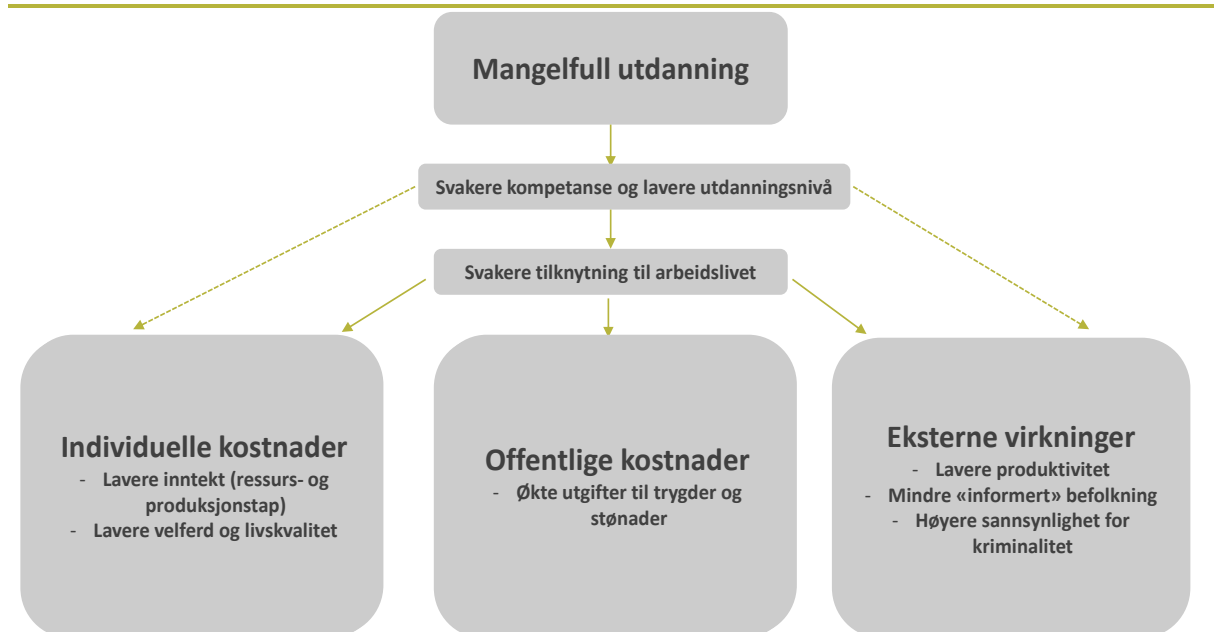 Mangelfull utdanning
Svakere kompetanse og lavere utdanningsnivå
Svakere tilknytning til arbeidslivet
Individuelle kostnader
- Lavere inntekt (ressurs- og
produksjonstap)
- Lavere velferd og livskvalitet
Offentlige kostnader
- Økte utgifter til trygder og
stønader
Eksterne virkninger
- Lavere produktivitet
- Mindre «informert» befolkning
- Høyere sannsynlighet for
kriminalitet